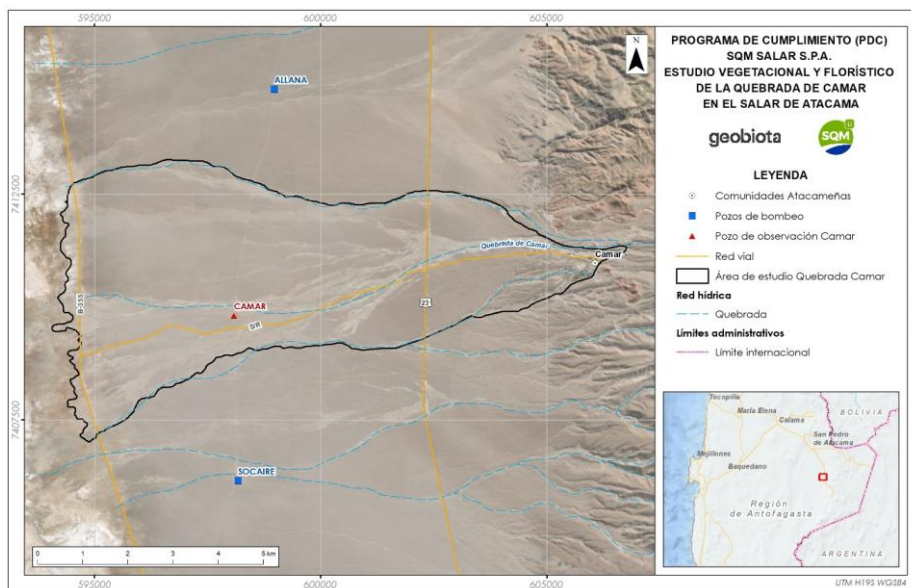 595000
600000
605000
7412500
7407500
N
ALLANA
Quebrada de Camar
Camar
CAMAR
B-355
23
S/R
SOCAIRE
0 1 2 3 4 5 km
595000
600000
605000
PROGRAMA DE CUMPLIMIENTO (PDC)
SQM SALAR S.P.A.
ESTUDIO VEGETACIONAL Y FLORÍSTICO
DE LA QUEBRADA DE CAMAR
EN EL SALAR DE ATACAMA
geobiota
SQM
LEYENDA
Comunidades Atacameñas
Pozos de bombeo
Pozo de observación Camar
Red vial
Área de estudio Quebrada Camar
Red hídrica
Quebrada
Límites administrativos
Límite internacional
Tocopilla
María Elena
BOLIVIA
Calama
San Pedro
de Atacama
Mejillones
Baquedano
Región
de Antofagasta
ARGENTINA
UTM H19S WGS84